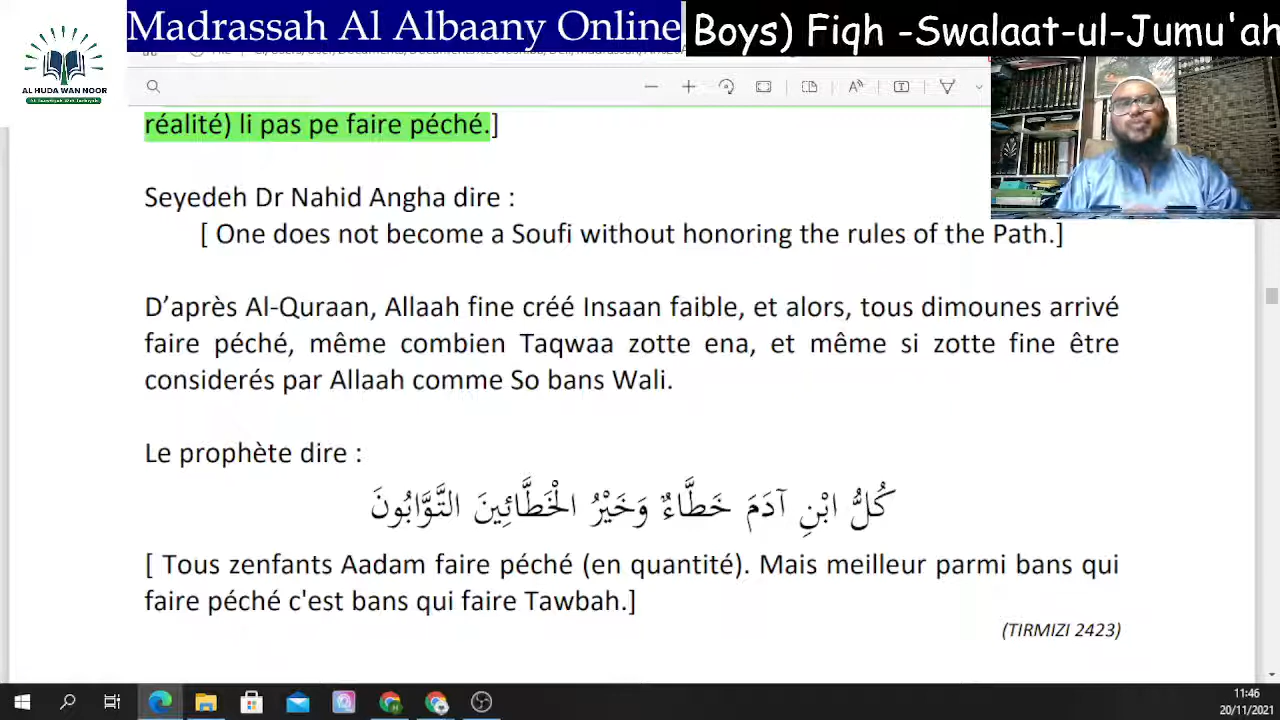 Madrassah Al Albaany Online
Boys) Fiqh -Swalaat-ul-Jumu'ah
AL HUDA WAN NOOR
réalité) li pas pe faire péché.]
Seyedeh Dr Nahid Angha dire :
[ One does not become a Soufi without honoring the rules of the Path.]
D’après Al-Quraan, Allaah fine créé Insaan faible, et alors, tous dimounes arrivé
faire péché, même combien Taqwaa zotte ena, et même si zotte fine être
considerés par Allaah comme So bans Wali.
Le prophète dire :
كُلُّ ابْنِ آدَمَ خَطَّاءٌ وَخَيْرُ الْخَطَّائِينَ التَّوَّابُونَ
[ Tous zenfants Aadam faire péché (en quantité). Mais meilleur parmi bans qui
faire péché c'est bans qui faire Tawbah.]
(TIRMIZI 2423)
11:46
20/11/2021